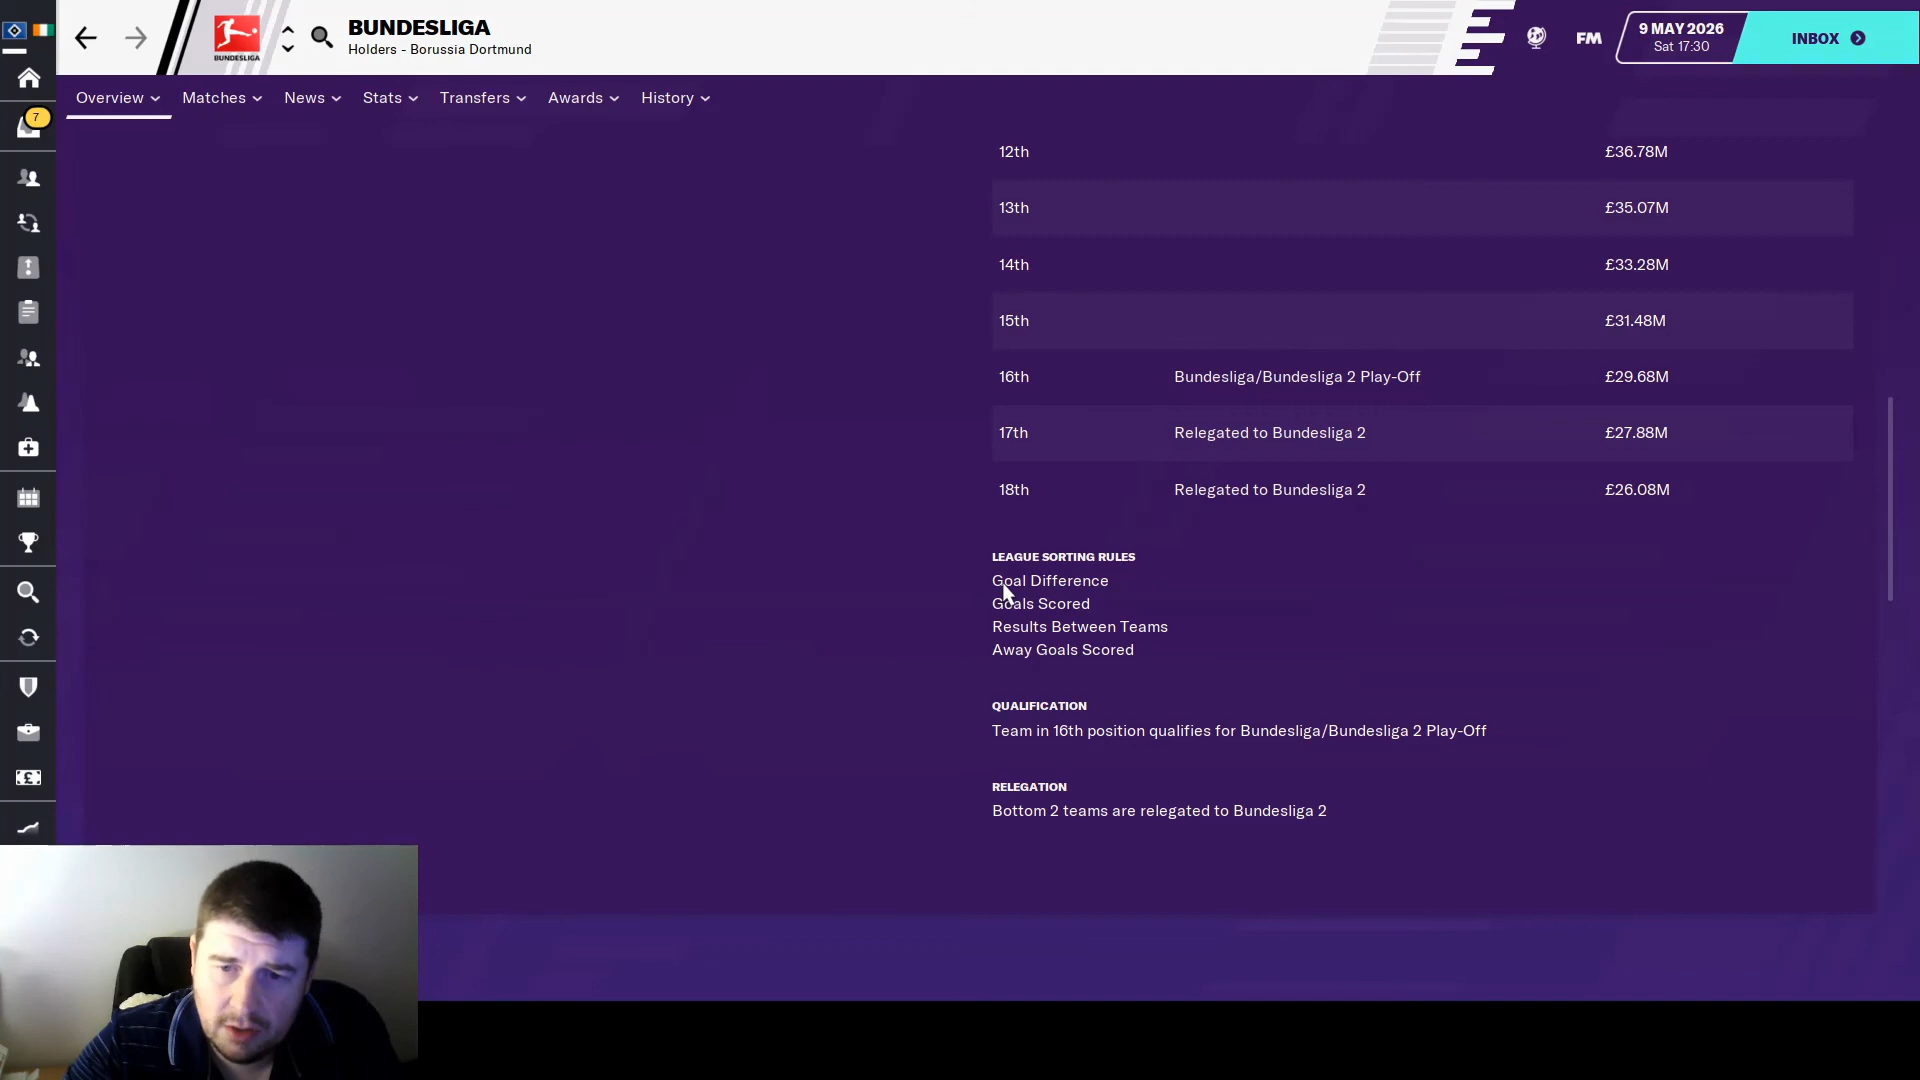 BUNDESLIGA
BUNDESLIGA
Holders - Borussia Dortmund
FM
9 MAY 2026
Sat 17:30
INBOX
7
Overview
Matches
News
Stats
Transfers
Awards
History
12th £36.78M
13th £35.07M
14th £33.28M
15th £31.48M
16th Bundesliga/Bundesliga 2 Play-Off £29.68M
17th Relegated to Bundesliga 2 £27.88M
18th Relegated to Bundesliga 2 £26.08M
LEAGUE SORTING RULES
Goal Difference
Goals Scored
Results Between Teams
Away Goals Scored
QUALIFICATION
Team in 16th position qualifies for Bundesliga/Bundesliga 2 Play-Off
RELEGATION
Bottom 2 teams are relegated to Bundesliga 2